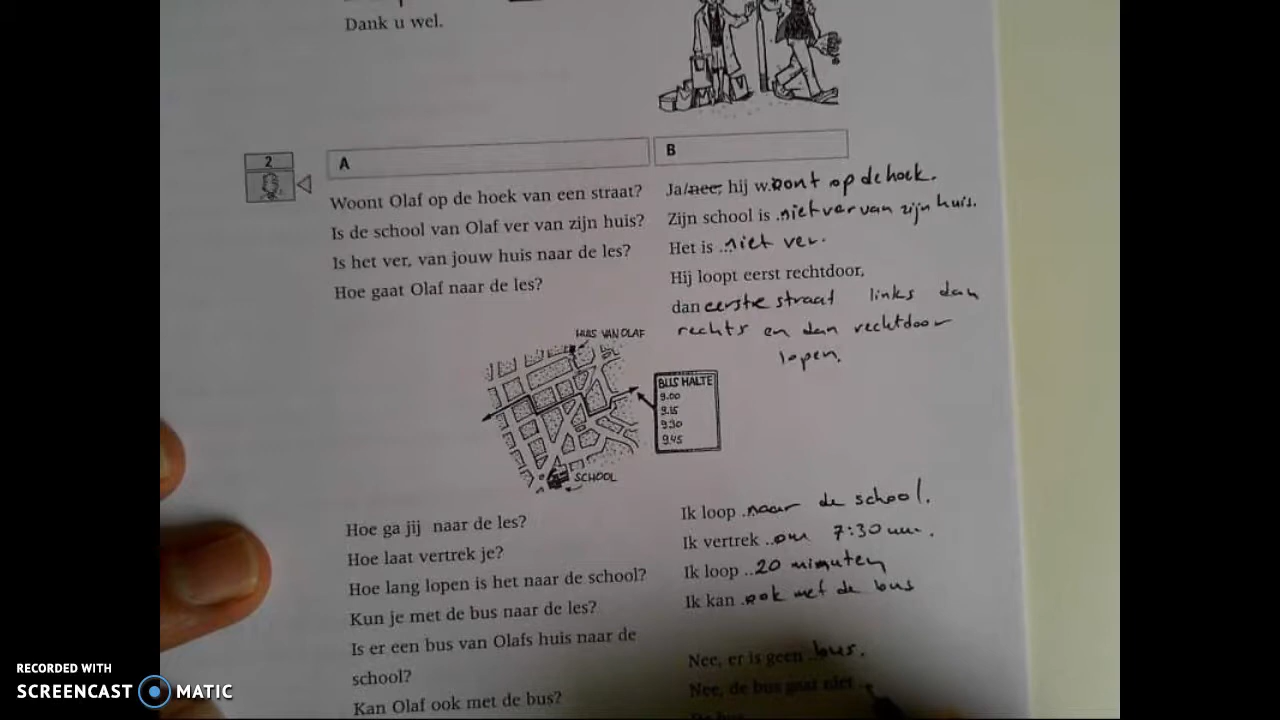 Dank u wel.
2
A
B
Woont Olaf op de hoek van een straat?
Ja/nee, hij w.oont op de hoek.
Is de school van Olaf ver van zijn huis?
Zijn school is .niet ver van zijn huis.
Is het ver, van jouw huis naar de les?
Het is ..niet ver.
Hoe gaat Olaf naar de les?
Hij loopt eerst rechtdoor,
dan eerste straat links dan
rechts en dan rechtdoor
lopen.
HUIS VAN OLAF
BUS HALTE
9.00
9.15
9.30
9.45
SCHOOL
Hoe ga jij naar de les?
Ik loop .naar de school.
Hoe laat vertrek je?
Ik vertrek ..om 7:30 uur.
Hoe lang lopen is het naar de school?
Ik loop ..20 minuten
Kun je met de bus naar de les?
Ik kan .ook met de bus
Is er een bus van Olafs huis naar de
school?
Nee, er is geen bus.
Kan Olaf ook met de bus?
Nee, de bus gaat niet
RECORDED WITH
SCREENCAST MATIC